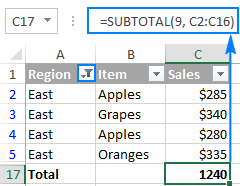 C17 =SUBTOTAL(9, C2:C16)
A B C
1 Region Item Sales
2 East Apples $285
3 East Grapes $340
4 East Apples $280
5 East Oranges $335
17 Total 1240